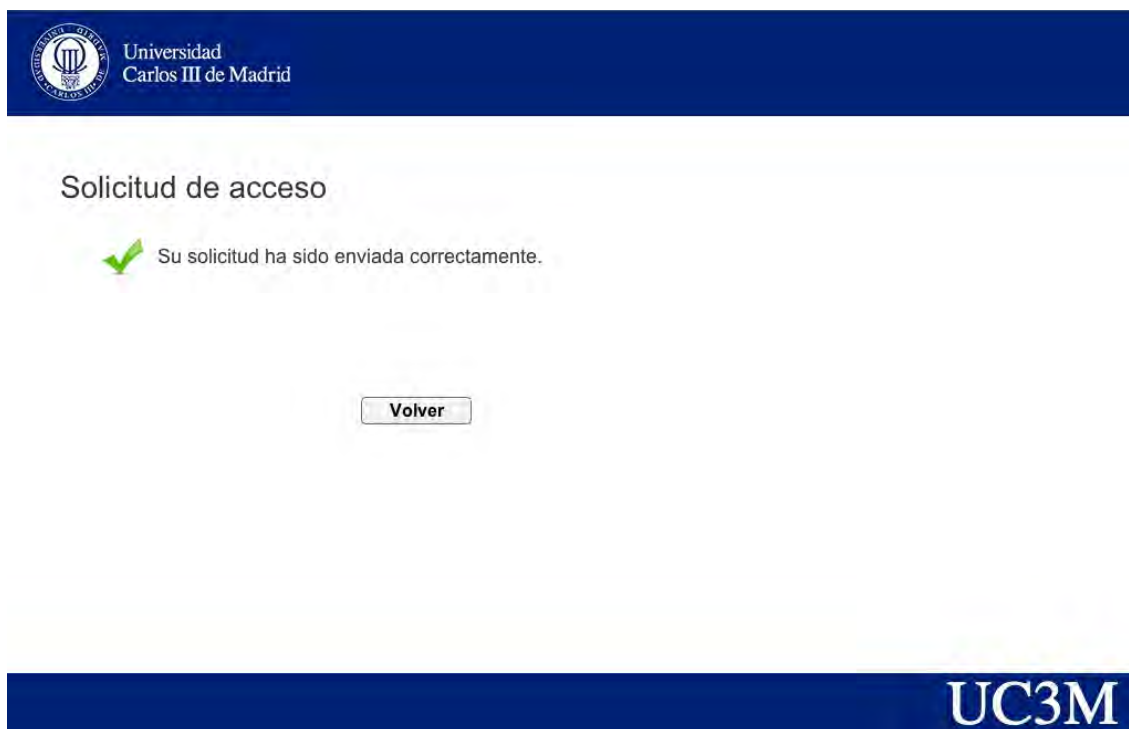 Universidad
Carlos III de Madrid
Solicitud de acceso
Su solicitud ha sido enviada correctamente.
Volver
UC3M